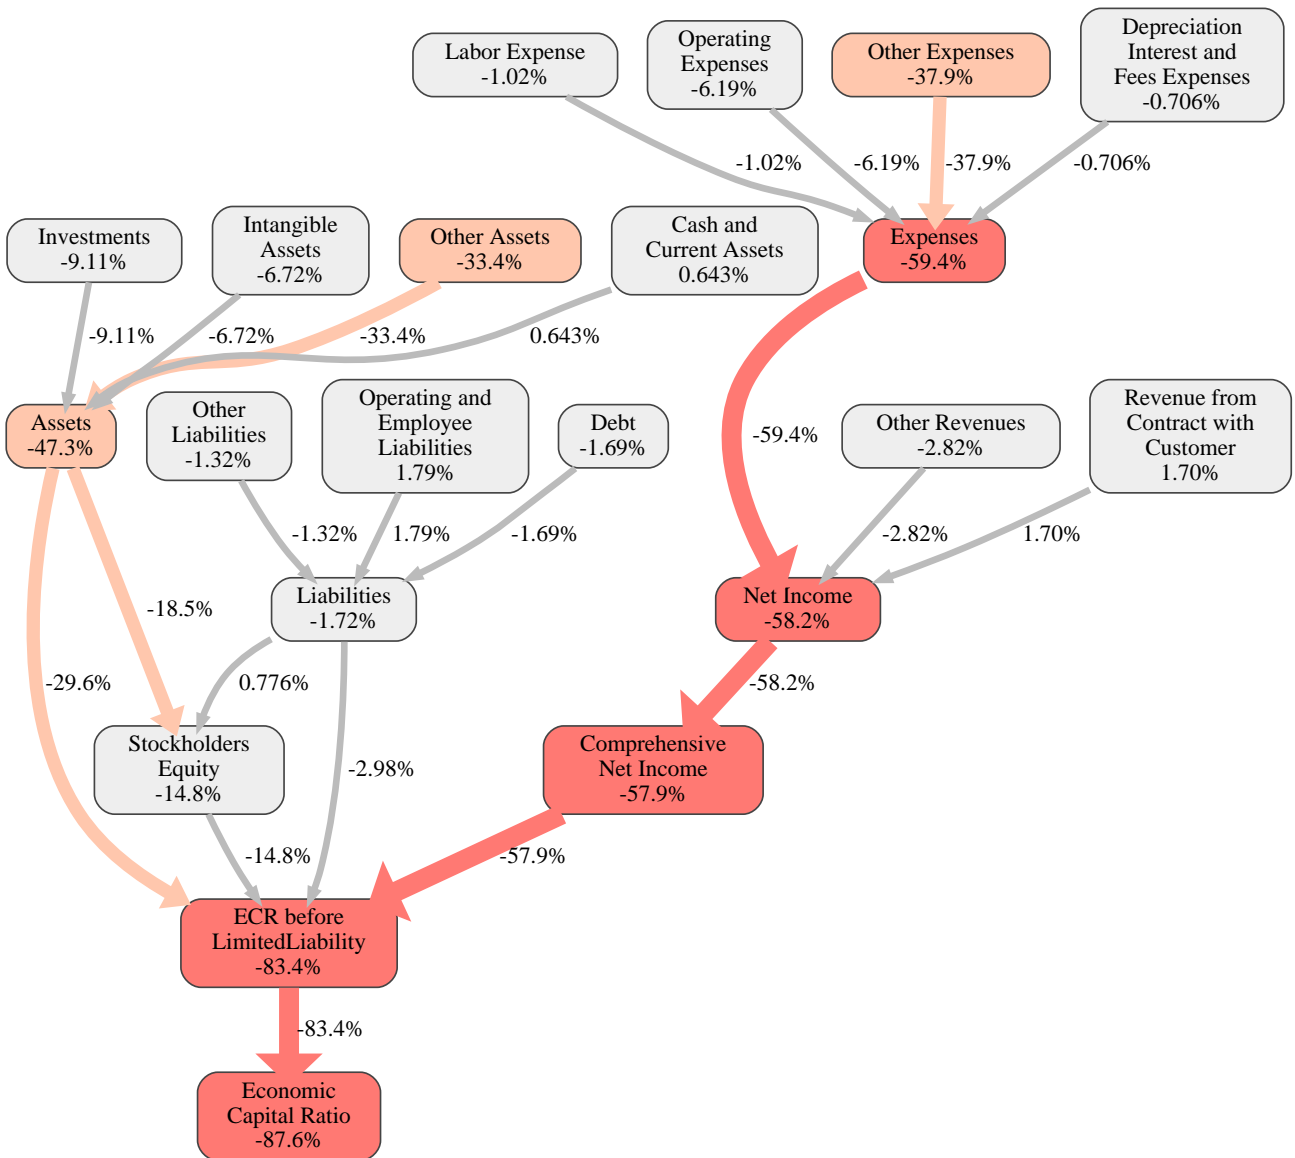 Labor Expense
-1.02%
Operating
Expenses
-6.19%
Other Expenses
-37.9%
Depreciation
Interest and
Fees Expenses
-0.706%
-1.02%
-6.19%
-37.9%
-0.706%
Investments
-9.11%
Intangible
Assets
-6.72%
Other Assets
-33.4%
Cash and
Current Assets
0.643%
Expenses
-59.4%
-9.11%
-6.72%
-33.4%
0.643%
Assets
-47.3%
Other
Liabilities
-1.32%
Operating and
Employee
Liabilities
1.79%
Debt
-1.69%
-59.4%
Other Revenues
-2.82%
Revenue from
Contract with
Customer
1.70%
-1.32%
1.79%
-1.69%
-2.82%
1.70%
-18.5%
Liabilities
-1.72%
Net Income
-58.2%
-29.6%
0.776%
-58.2%
Stockholders
Equity
-14.8%
-2.98%
Comprehensive
Net Income
-57.9%
-14.8%
-57.9%
ECR before
LimitedLiability
-83.4%
-83.4%
Economic
Capital Ratio
-87.6%